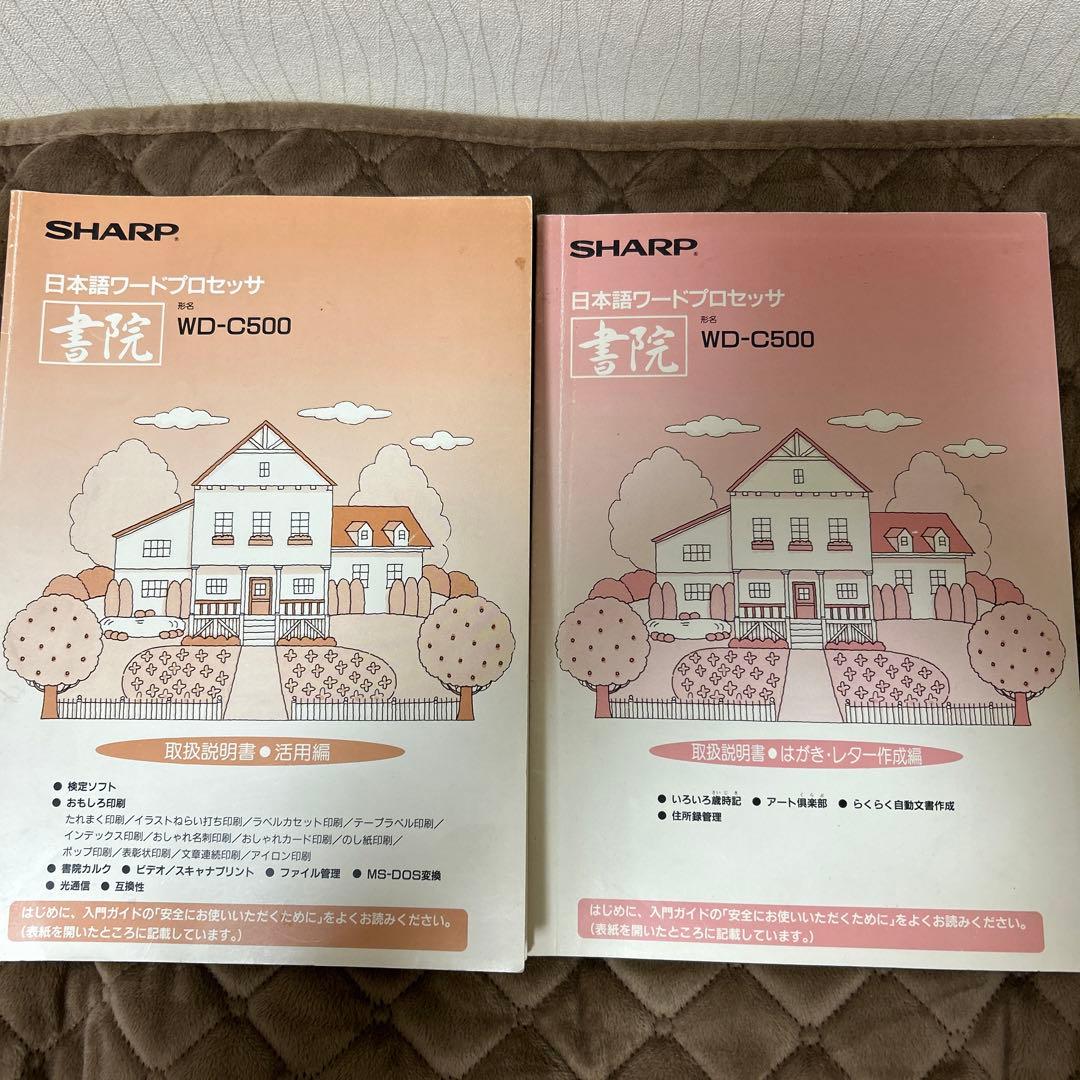 SHARP®
日本語ワードプロセッサ
書院
形名
WD-C500
取扱説明書●活用編
● 検定ソフト
● おもしろ印刷
たれまく印刷／イラストねらい打ち印刷／ラベルカセット印刷／テープラベル印刷／
インデックス印刷／おしゃれ名刺印刷／おしゃれカード印刷／のし紙印刷／
ポップ印刷／表彰状印刷／文章連続印刷／アイロン印刷
● 書院カルク ● ビデオ／スキャナプリント ● ファイル管理 ● MS-DOS変換
● 光通信 ● 互換性
はじめに、入門ガイドの「安全にお使いいただくために」をよくお読みください。
（表紙を開いたところに記載しています。）
SHARP®
日本語ワードプロセッサ
書院
形名
WD-C500
取扱説明書●はがき・レター作成編
さいじき くらぶ
● いろいろ歳時記 ● アート倶楽部 ● らくらく自動文書作成
● 住所録管理
はじめに、入門ガイドの「安全にお使いいただくために」をよくお読みください。
（表紙を開いたところに記載しています。）